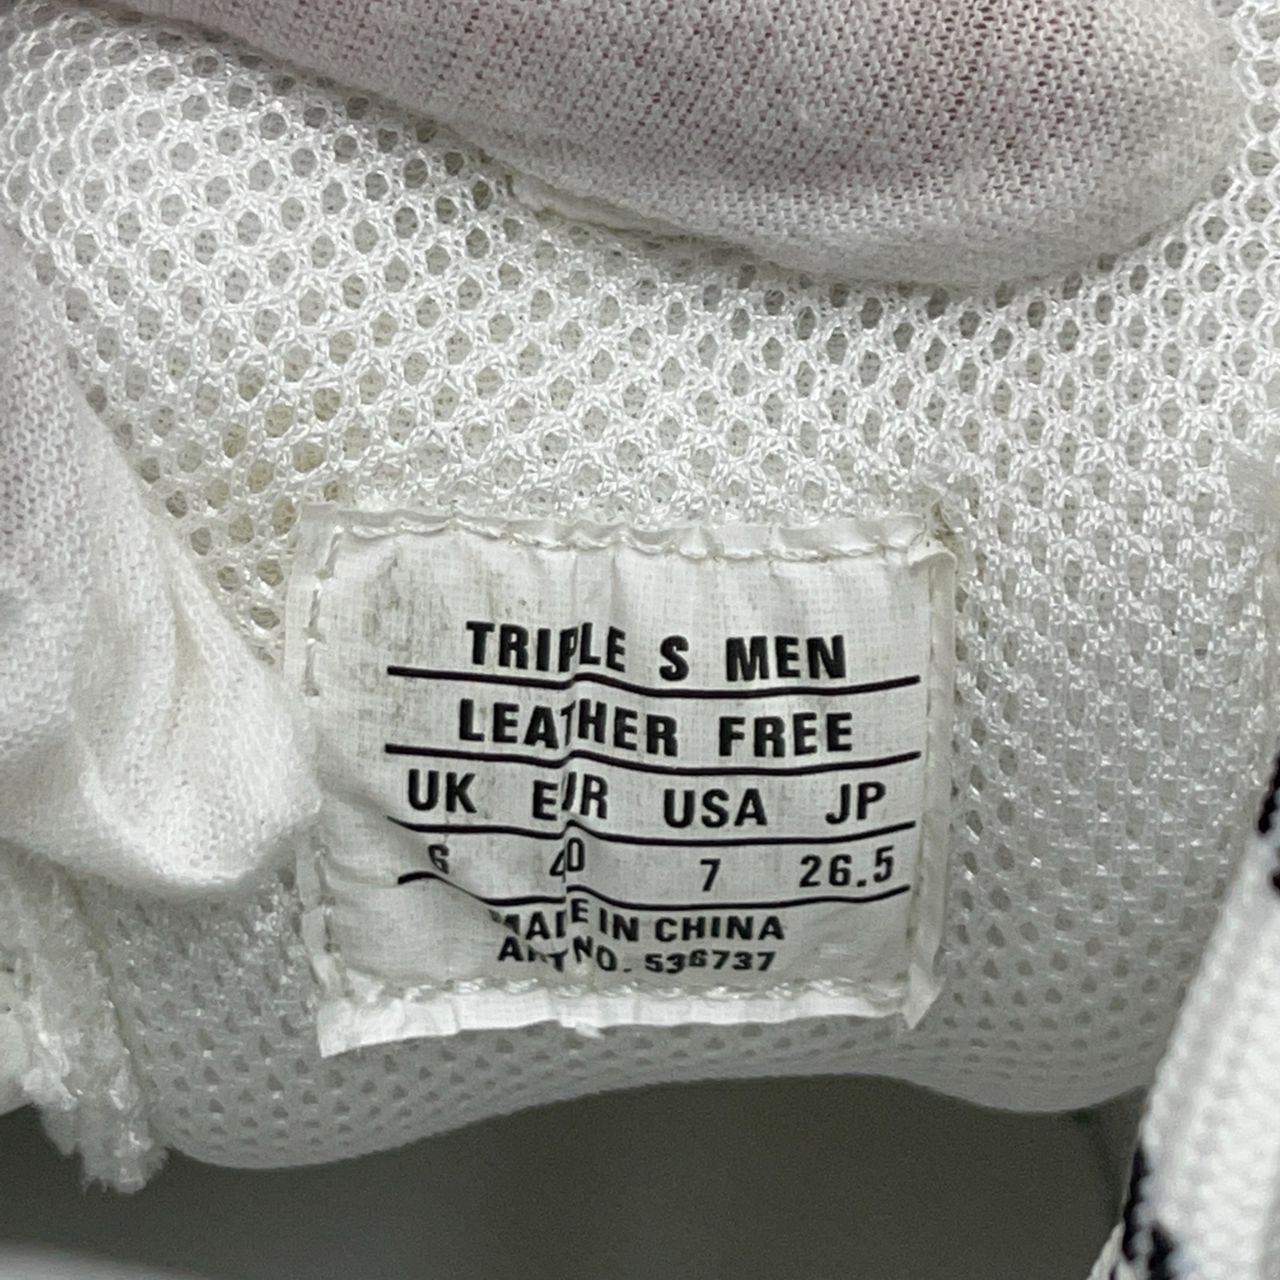 TRIPLE S MEN
LEATHER FREE
UK EUR USA JP
6 40 7 26.5
MADE IN CHINA
ART NO. 536737